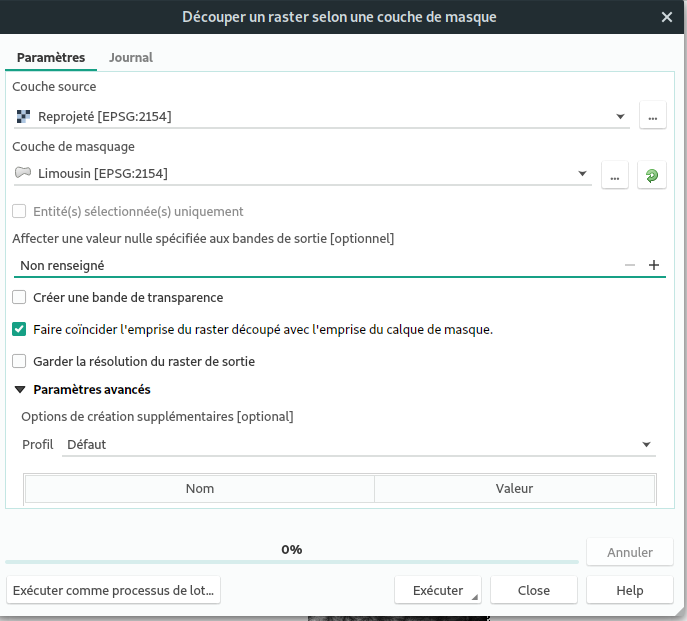 Découper un raster selon une couche de masque
Paramètres Journal
Couche source
Reprojeté [EPSG:2154] ...
Couche de masquage
Limousin [EPSG:2154] ...
Entité(s) sélectionnée(s) uniquement
Affecter une valeur nulle spécifiée aux bandes de sortie [optionnel]
Non renseigné
Créer une bande de transparence
Faire coïncider l'emprise du raster découpé avec l'emprise du calque de masque.
Garder la résolution du raster de sortie
Paramètres avancés
Options de création supplémentaires [optional]
Profil Défaut
Nom Valeur
0% Annuler
Exécuter comme processus de lot... Exécuter Close Help